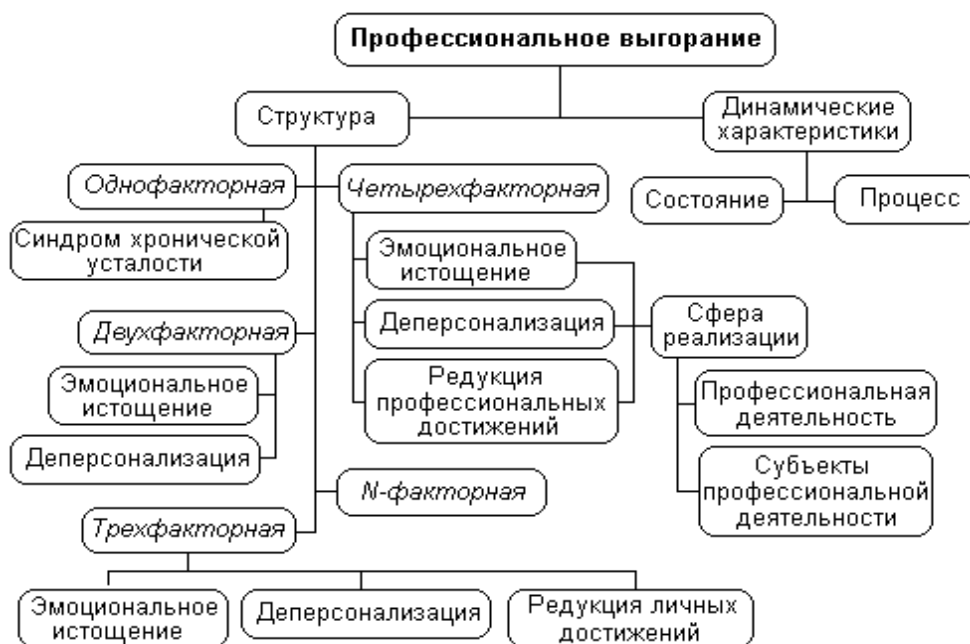 Профессиональное выгорание
Структура
Динамические
характеристики
Однофакторная
Четырехфакторная
Состояние
Процесс
Синдром хронической
усталости
Эмоциональное
истощение
Деперсонализация
Сфера
реализации
Двухфакторная
Эмоциональное
истощение
Редукция
профессиональных
достижений
Профессиональная
деятельность
Деперсонализация
Субъекты
профессиональной
деятельности
N-факторная
Трехфакторная
Эмоциональное
истощение
Деперсонализация
Редукция личных
достижений